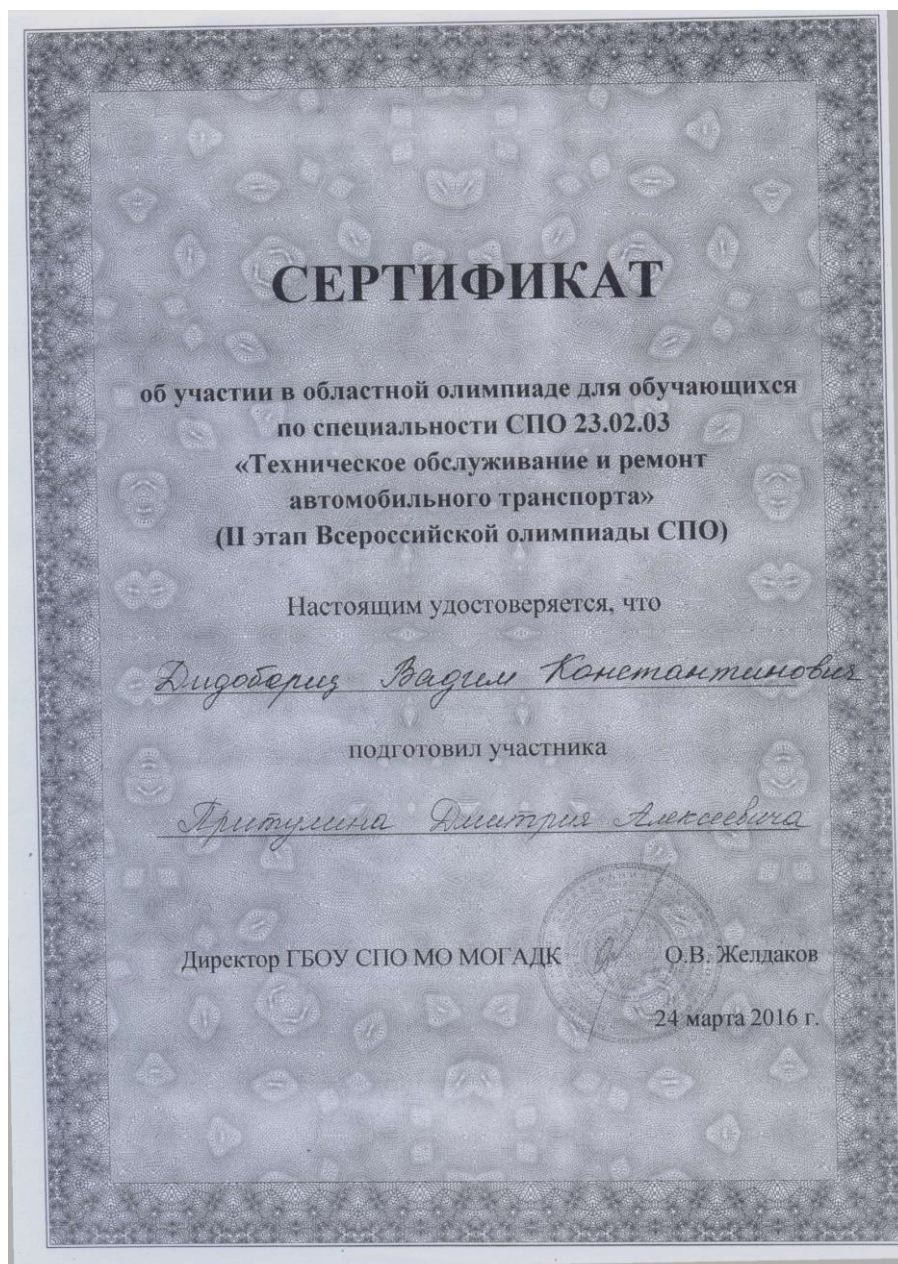 СЕРТИФИКАТ
об участии в областной олимпиаде для обучающихся
по специальности СПО 23.02.03
«Техническое обслуживание и ремонт
автомобильного транспорта»
(II этап Всероссийской олимпиады СПО)
Настоящим удостоверяется, что
Вадим Константинович
подготовил участника
Притулина Дмитрия Алексеевича
Директор ГБОУ СПО МО МОГАДК О.В. Желдаков
24 марта 2016 г.